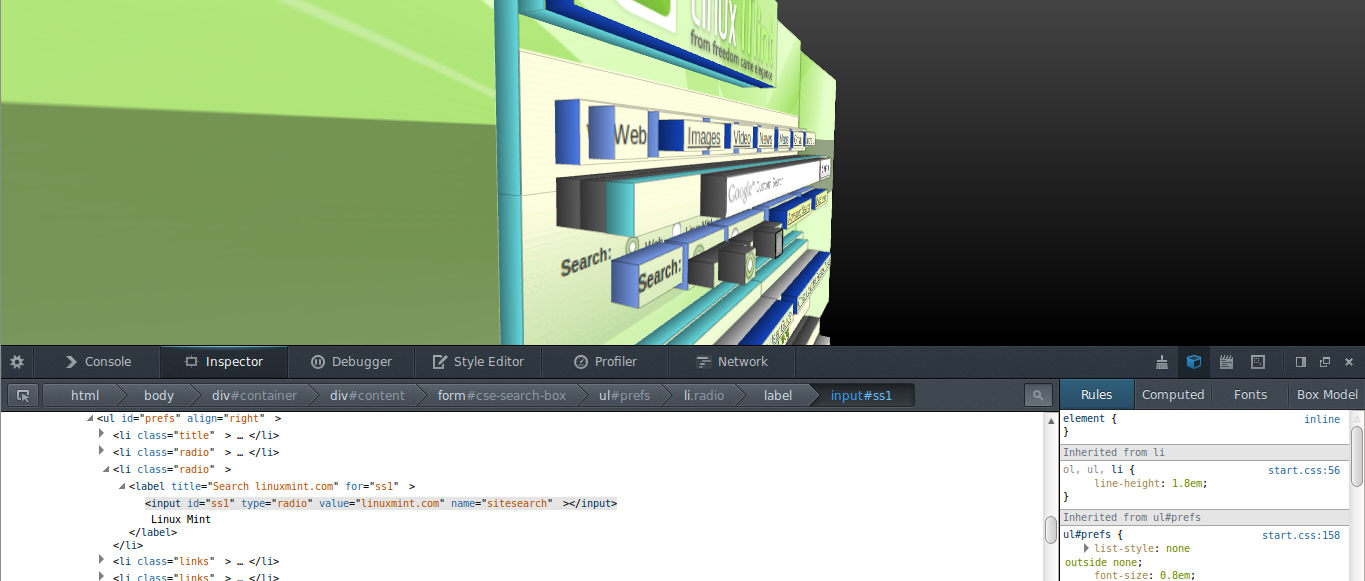 Linux Mint
from freedom came elegance
Web
Images
Video
News
Google™ Custom Search
Search:
Web
Search:
Console
Inspector
Debugger
Style Editor
Profiler
Network
html
body
div#container
div#content
form#cse-search-box
ul#prefs
li.radio
label
input#ss1
Rules
Computed
Fonts
Box Model
<ul id="prefs" align="right" >
<li class="title" > … </li>
<li class="radio" > … </li>
<li class="radio" >
<label title="Search linuxmint.com" for="ss1" >
<input id="ss1" type="radio" value="linuxmint.com" name="sitesearch" ></input>
Linux Mint
</label>
</li>
<li class="links" > … </li>
<li class="links" > … </li>
element {
inline
}
Inherited from li
ol, ul, li {
start.css:56
line-height: 1.8em;
}
Inherited from ul#prefs
ul#prefs {
start.css:158
list-style: none
outside none;
font-size: 0.8em;